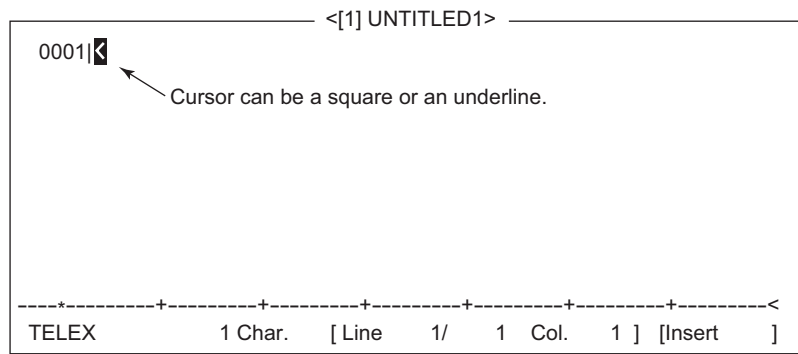 <[1] UNTITLED1>
0001|<
Cursor can be a square or an underline.
----*---------+---------+---------+---------+---------+---------+---------<
TELEX 1 Char. [ Line 1/ 1 Col. 1 ] [Insert ]